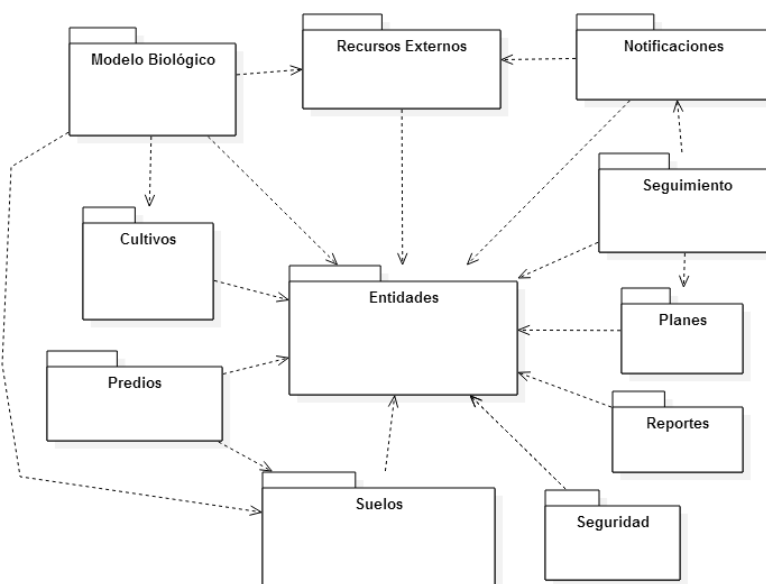 Modelo Biológico
Recursos Externos
Notificaciones
Seguimiento
Cultivos
Entidades
Planes
Predios
Reportes
Suelos
Seguridad